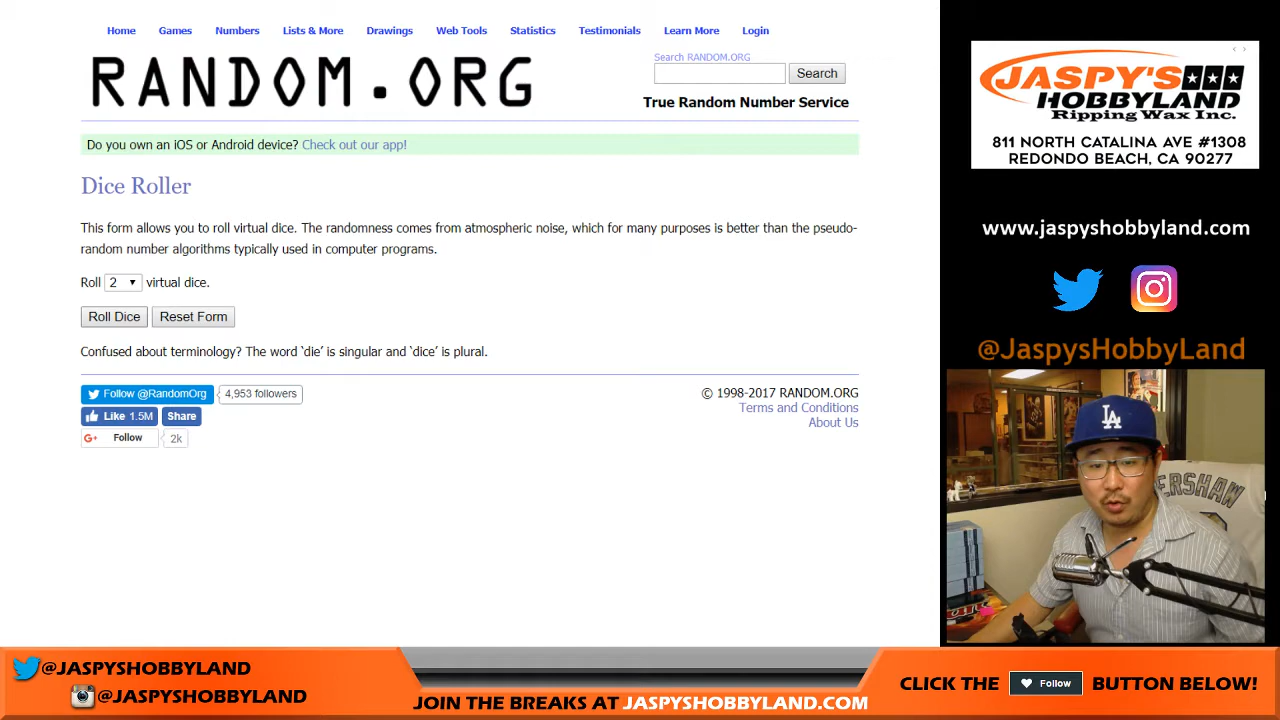 Home Games Numbers Lists & More Drawings Web Tools Statistics Testimonials Learn More Login
RANDOM.ORG
Search RANDOM.ORG
Search
True Random Number Service
Do you own an iOS or Android device? Check out our app!
Dice Roller
This form allows you to roll virtual dice. The randomness comes from atmospheric noise, which for many purposes is better than the pseudo-
random number algorithms typically used in computer programs.
Roll 2 virtual dice.
Roll Dice Reset Form
Confused about terminology? The word ‘die’ is singular and ‘dice’ is plural.
Follow @RandomOrg 4,953 followers
Like 1.5M Share
G+ Follow 2k
© 1998-2017 RANDOM.ORG
Terms and Conditions
About Us
JASPY'S
HOBBYLAND
Ripping Wax Inc.
811 NORTH CATALINA AVE #1308
REDONDO BEACH, CA 90277
www.jaspyshobbyland.com
@JaspysHobbyLand
LA
ERSHAW
@JASPYSHOBBYLAND
@JASPYSHOBBYLAND
JOIN THE BREAKS AT JASPYSHOBBYLAND.COM
CLICK THE Follow BUTTON BELOW!